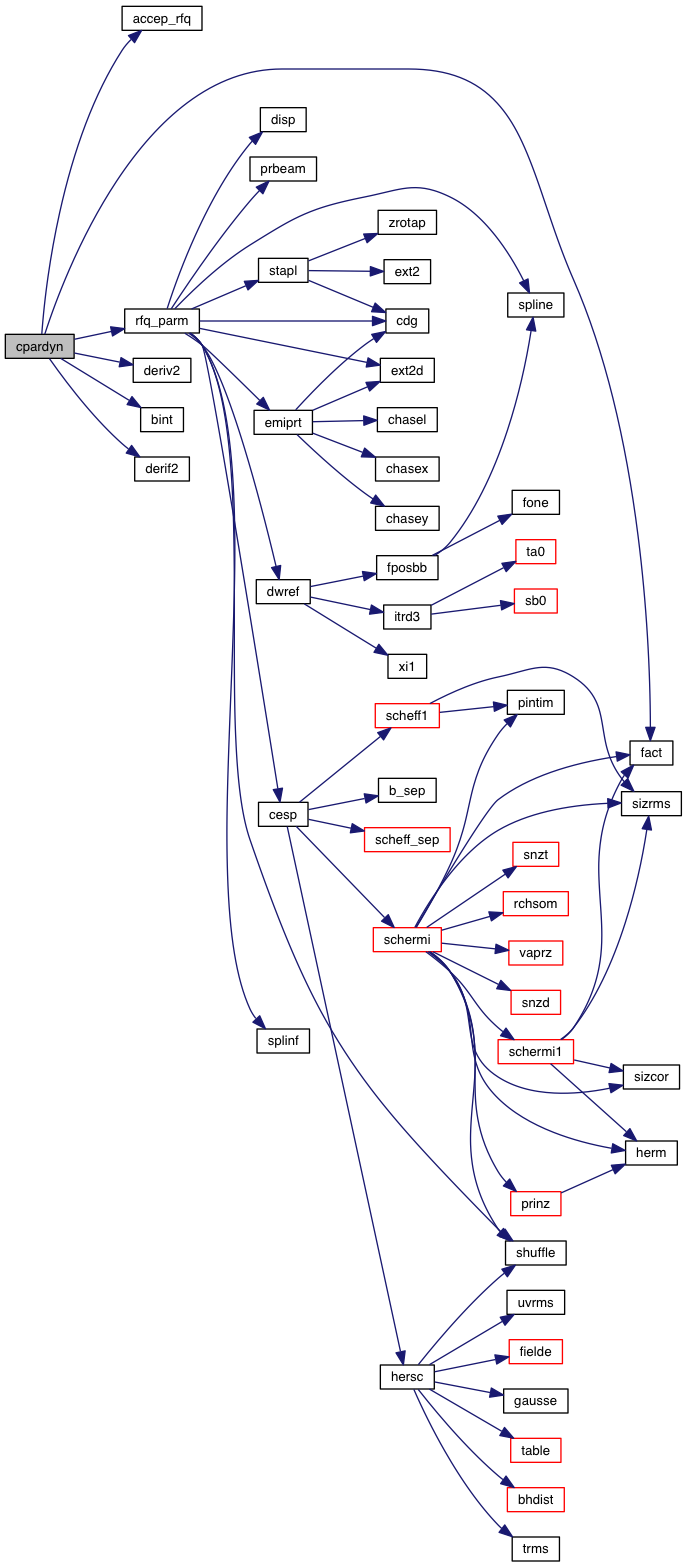 accep_rfq
disp
prbeam
zrotap
stapl
ext2
spline
rfq_parm
cdg
cpardyn
deriv2
ext2d
bint
emiprt
chasel
derif2
chasex
fone
chasey
ta0
fposbb
dwref
sb0
itrd3
xi1
scheff1
pintim
fact
b_sep
sizrms
cesp
scheff_sep
snzt
rchsom
schermi
vaprz
snzd
splinf
schermi1
sizcor
herm
prinz
shuffle
uvrms
fielde
hersc
gausse
table
bhdist
trms